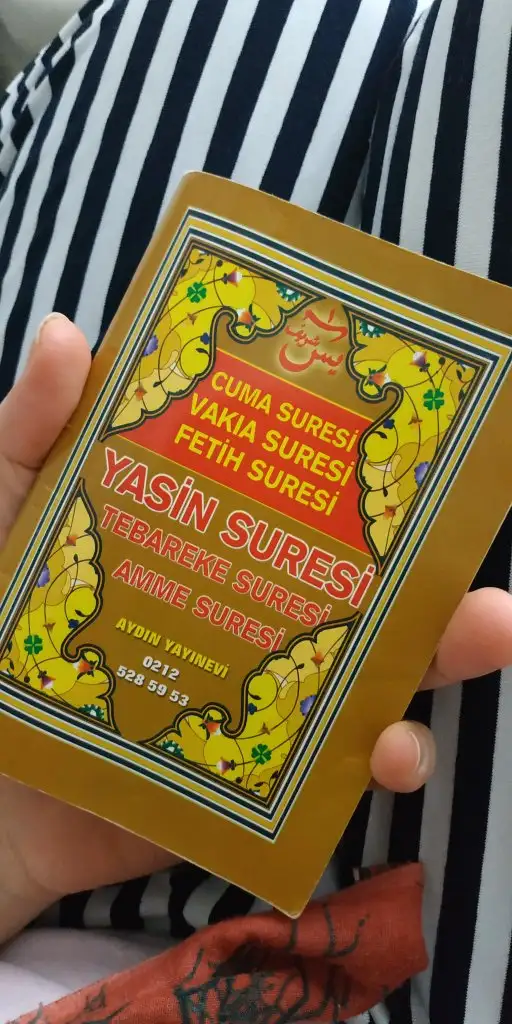 يس شريف
CUMA SURESİ
VAKIA SURESİ
FETİH SURESİ
YASİN SURESİ
TEBAREKE SURESİ
AMME SURESİ
AYDIN YAYINEVİ
0212
528 59 53